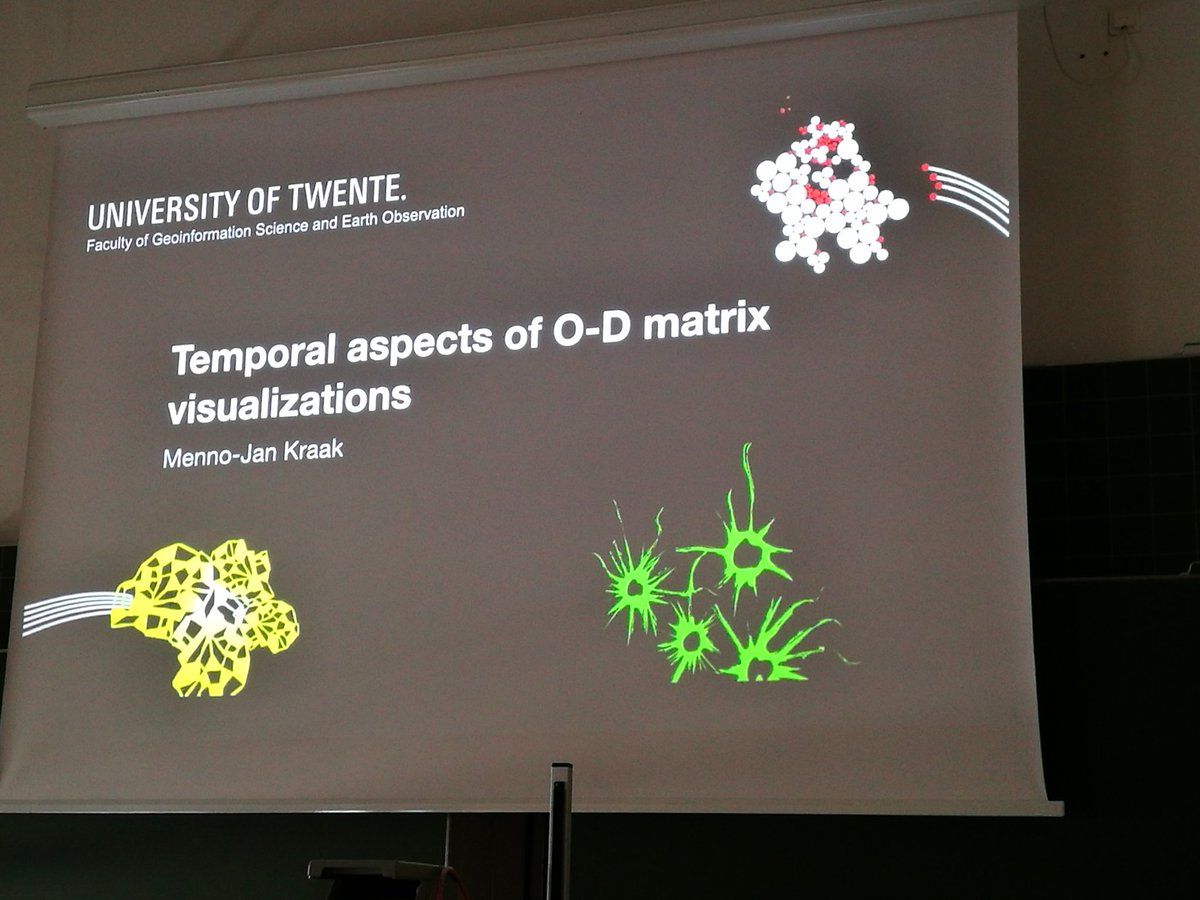 UNIVERSITY OF TWENTE.
Faculty of Geoinformation Science and Earth Observation
Temporal aspects of O-D matrix
visualizations
Menno-Jan Kraak